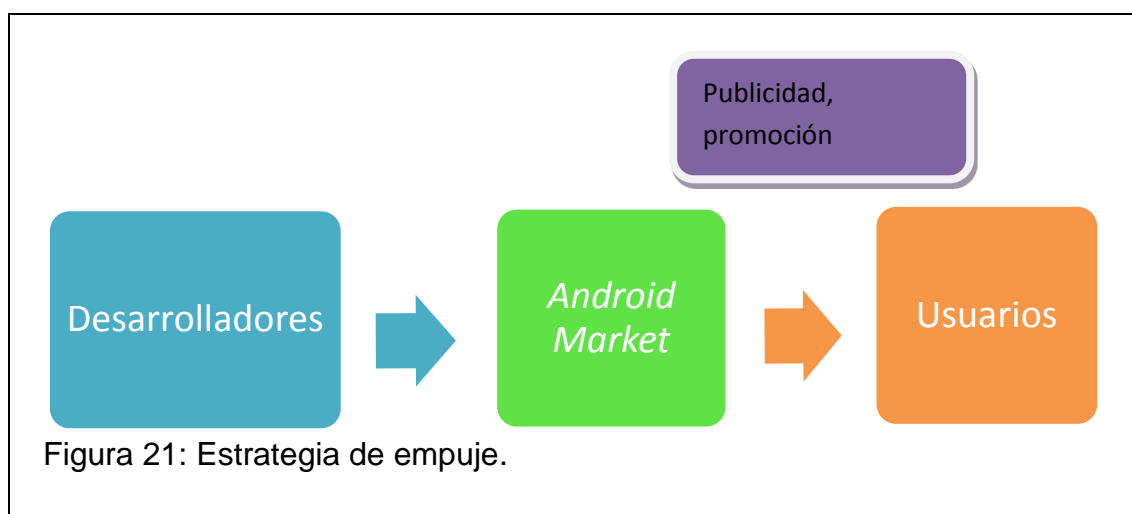 Publicidad,
promoción
Desarrolladores
Android
Market
Usuarios
Figura 21: Estrategia de empuje.